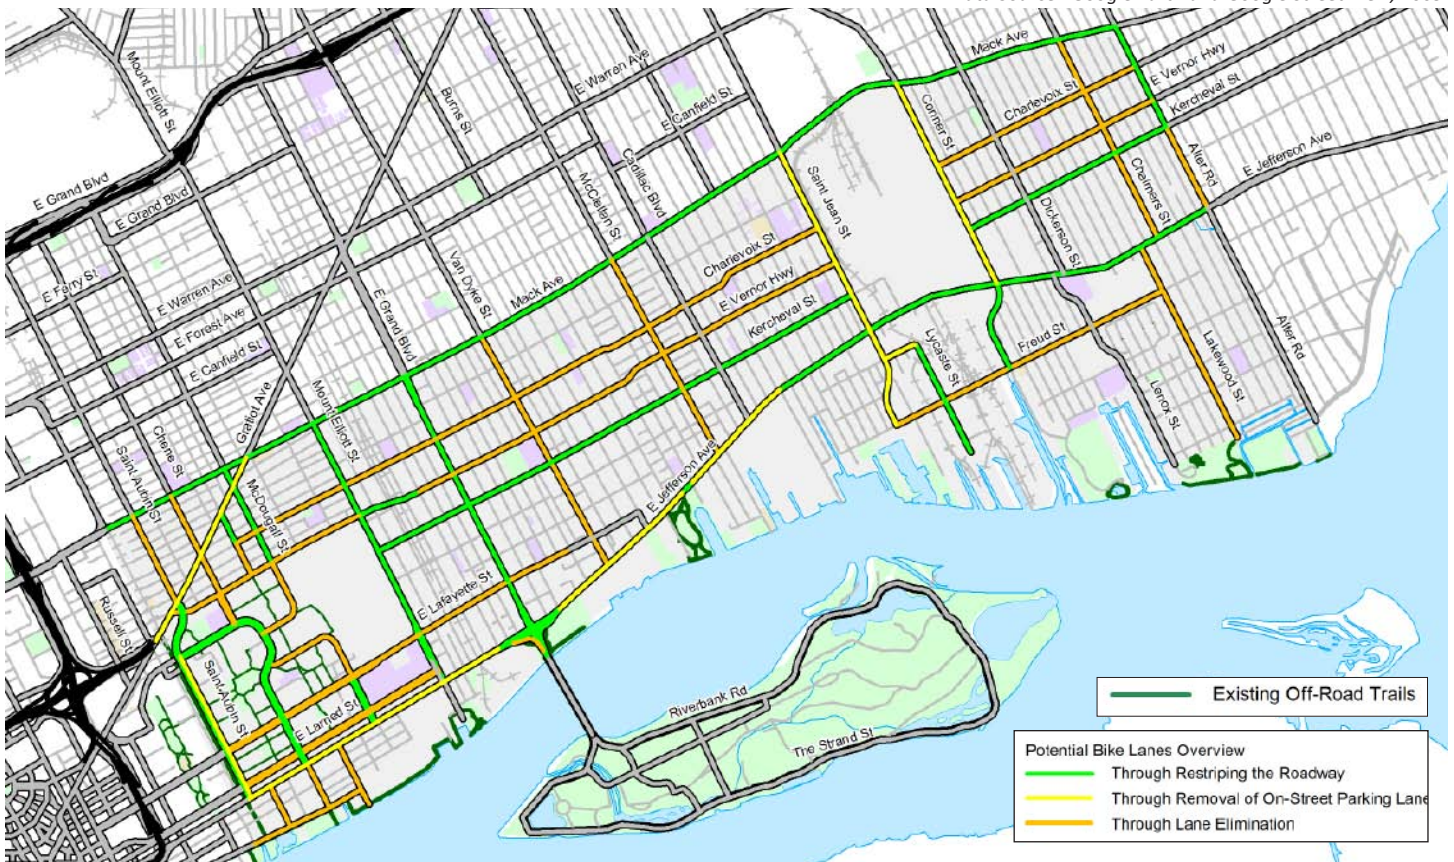 Mack Ave
E Vernor Hwy
E Warren Ave
Mount Elliott St
Burns St
Conner St
Charlevoix St
Kercheval St
E Canfield St
E Jefferson Ave
Alter Rd
Cadillac Blvd
Chalmers St
McClellan St
Saint Jean St
E Grand Blvd
E Grand Blvd
Dickerson St
Charlevoix St
Van Dyke St
E Ferry St
E Warren Ave
Mack Ave
E Vernor Hwy
E Forest Ave
E Grand Blvd
Kercheval St
E Canfield St
Lycaste St
Freud St
Alter Rd
Lakewood St
Gratiot Ave
Mount Elliott St
Lenox St
Chene St
Saint Aubin St
McDougall St
E Jefferson Ave
E Lafayette St
Russell St
Saint Aubin St
E Larned St
Riverbank Rd
The Strand St
Existing Off-Road Trails
Potential Bike Lanes Overview
Through Restriping the Roadway
Through Removal of On-Street Parking Lane
Through Lane Elimination